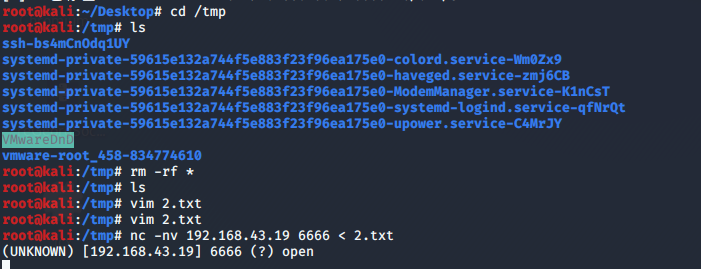 root@kali:~/Desktop# cd /tmp
root@kali:/tmp# ls
ssh-bs4mCnOdq1UY
systemd-private-59615e132a744f5e883f23f96ea175e0-colord.service-Wm0Zx9
systemd-private-59615e132a744f5e883f23f96ea175e0-haveged.service-zmj6CB
systemd-private-59615e132a744f5e883f23f96ea175e0-ModemManager.service-K1nCsT
systemd-private-59615e132a744f5e883f23f96ea175e0-systemd-logind.service-qfNrQt
systemd-private-59615e132a744f5e883f23f96ea175e0-upower.service-C4MrJY
VMwareDnD
vmware-root_458-834774610
root@kali:/tmp# rm -rf *
root@kali:/tmp# ls
root@kali:/tmp# vim 2.txt
root@kali:/tmp# vim 2.txt
root@kali:/tmp# nc -nv 192.168.43.19 6666 < 2.txt
(UNKNOWN) [192.168.43.19] 6666 (?) open